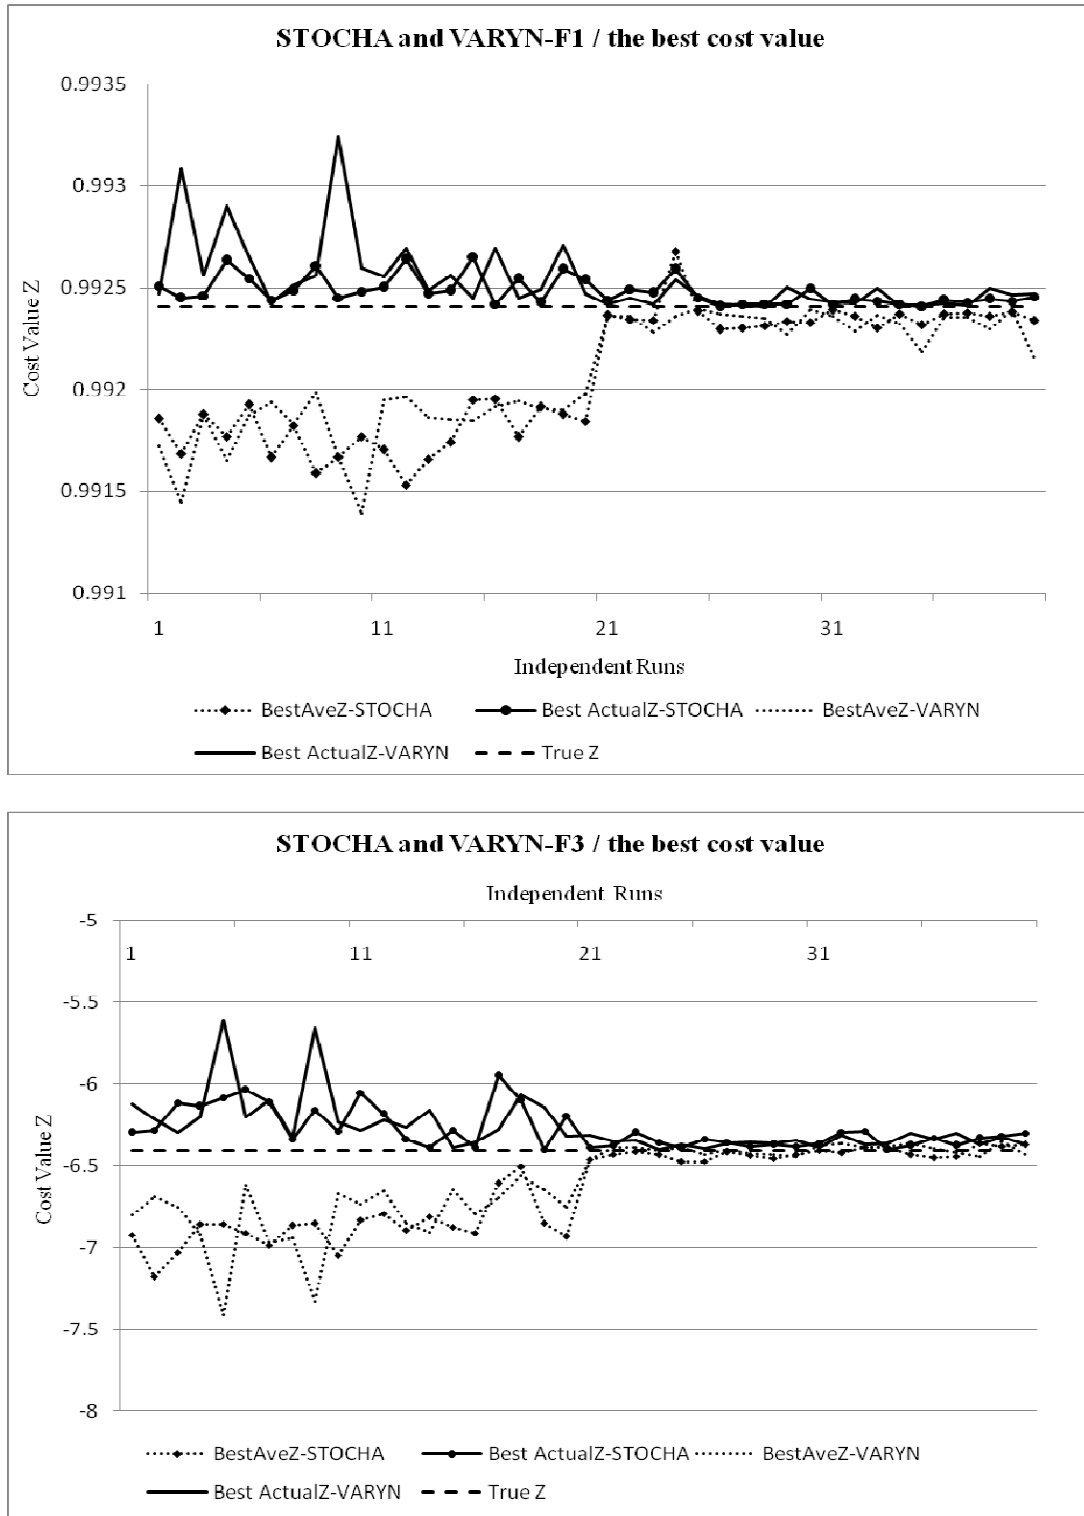 STOCHA and VARYN-F1 / the best cost value
0.9935
0.993
0.9925
0.992
0.9915
0.991
Cost Value Z
1 11 21 31
Independent Runs
BestAveZ-STOCHA Best ActualZ-STOCHA BestAveZ-VARYN
Best ActualZ-VARYN True Z
STOCHA and VARYN-F3 / the best cost value
Independent Runs
-5
1 11 21 31
-5.5
-6
-6.5
-7
-7.5
-8
Cost Value Z
BestAveZ-STOCHA Best ActualZ-STOCHA BestAveZ-VARYN
Best ActualZ-VARYN True Z